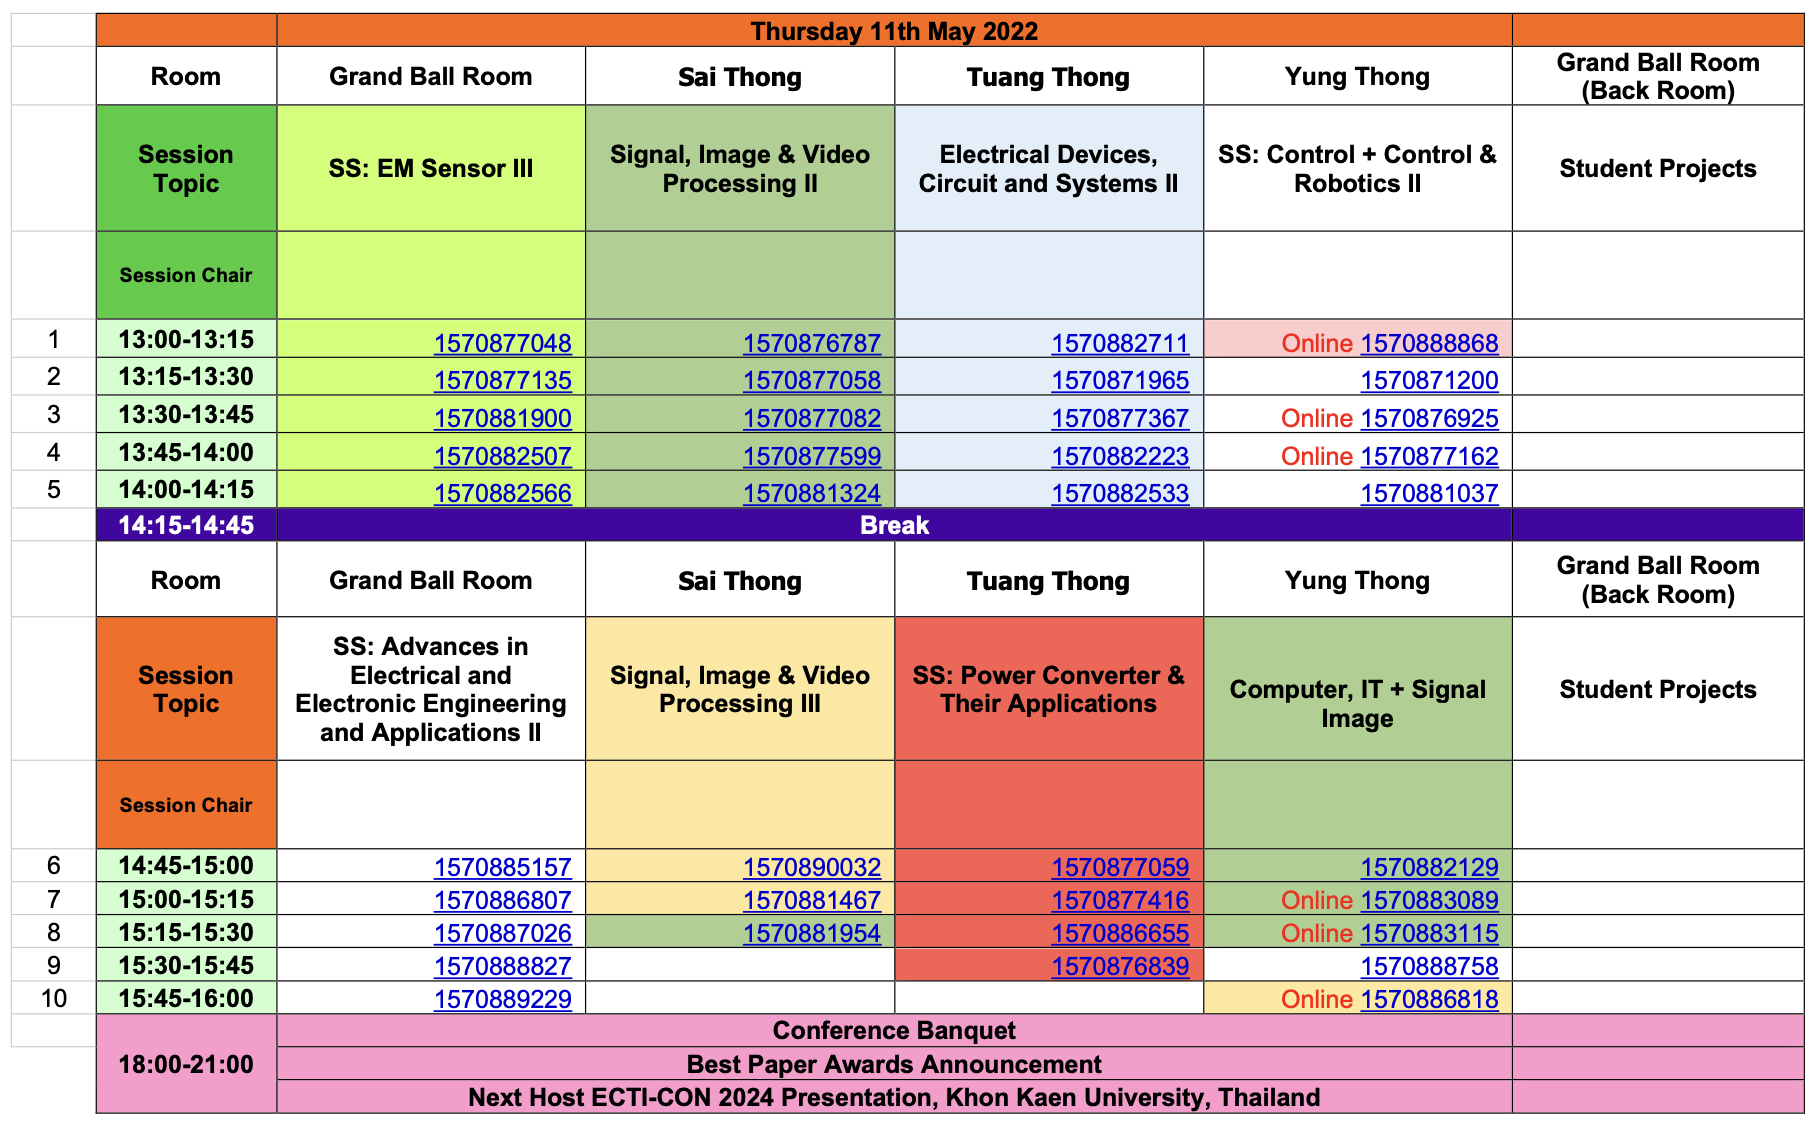 Thursday 11th May 2022
Room Grand Ball Room Sai Thong Tuang Thong Yung Thong Grand Ball Room (Back Room)
Session Topic SS: EM Sensor III Signal, Image & Video Processing II Electrical Devices, Circuit and Systems II SS: Control + Control & Robotics II Student Projects
Session Chair
1 13:00-13:15 1570877048 1570876787 1570882711 Online 1570888868
2 13:15-13:30 1570877135 1570877058 1570871965 1570871200
3 13:30-13:45 1570881900 1570877082 1570877367 Online 1570876925
4 13:45-14:00 1570882507 1570877599 1570882223 Online 1570877162
5 14:00-14:15 1570882566 1570881324 1570882533 1570881037
14:15-14:45 Break
Room Grand Ball Room Sai Thong Tuang Thong Yung Thong Grand Ball Room (Back Room)
Session Topic SS: Advances in Electrical and Electronic Engineering and Applications II Signal, Image & Video Processing III SS: Power Converter & Their Applications Computer, IT + Signal Image Student Projects
Session Chair
6 14:45-15:00 1570885157 1570890032 1570877059 1570882129
7 15:00-15:15 1570886807 1570881467 1570877416 Online 1570883089
8 15:15-15:30 1570887026 1570881954 1570886655 Online 1570883115
9 15:30-15:45 1570888827 1570876839 1570888758
10 15:45-16:00 1570889229 Online 1570886818
18:00-21:00 Conference Banquet
Best Paper Awards Announcement
Next Host ECTI-CON 2024 Presentation, Khon Kaen University, Thailand